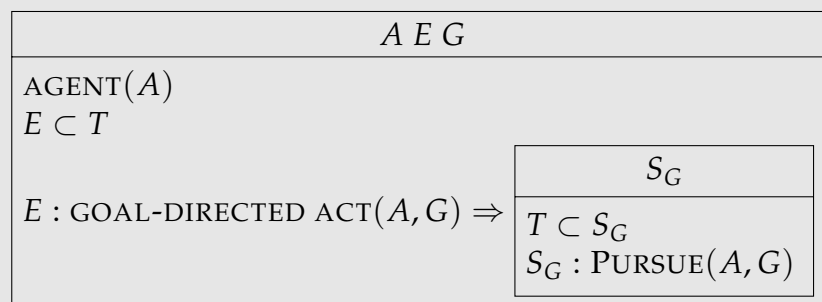 A E G
AGENT(A)
E ⊂ T
E : GOAL-DIRECTED ACT(A, G) ⇒
S_G
T ⊂ S_G
S_G : PURSUE(A, G)